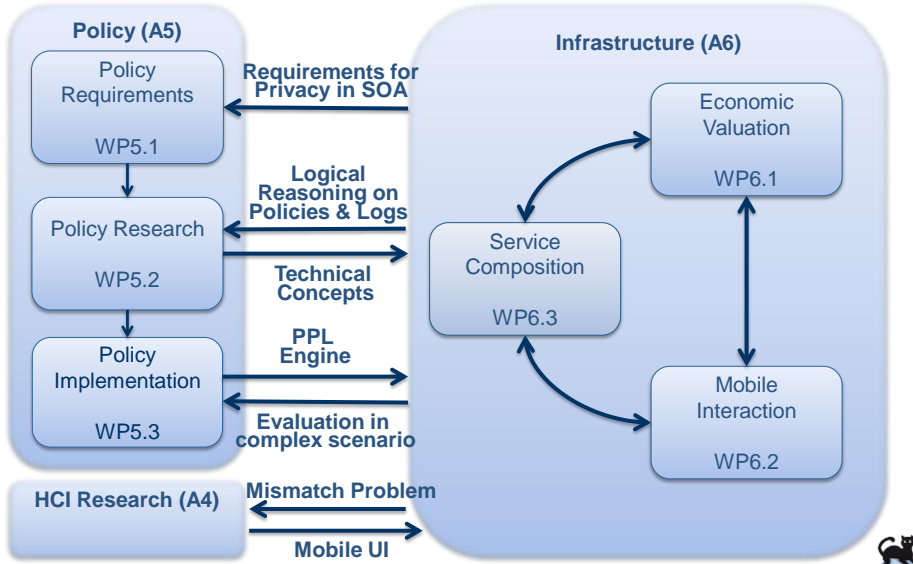 Policy (A5)
Policy
Requirements
WP5.1
Policy Research
WP5.2
Policy
Implementation
WP5.3
HCI Research (A4)
Requirements for
Privacy in SOA
Logical
Reasoning on
Policies & Logs
Technical
Concepts
PPL
Engine
Evaluation in
complex scenario
Mismatch Problem
Mobile UI
Infrastructure (A6)
Economic
Valuation
WP6.1
Service
Composition
WP6.3
Mobile
Interaction
WP6.2